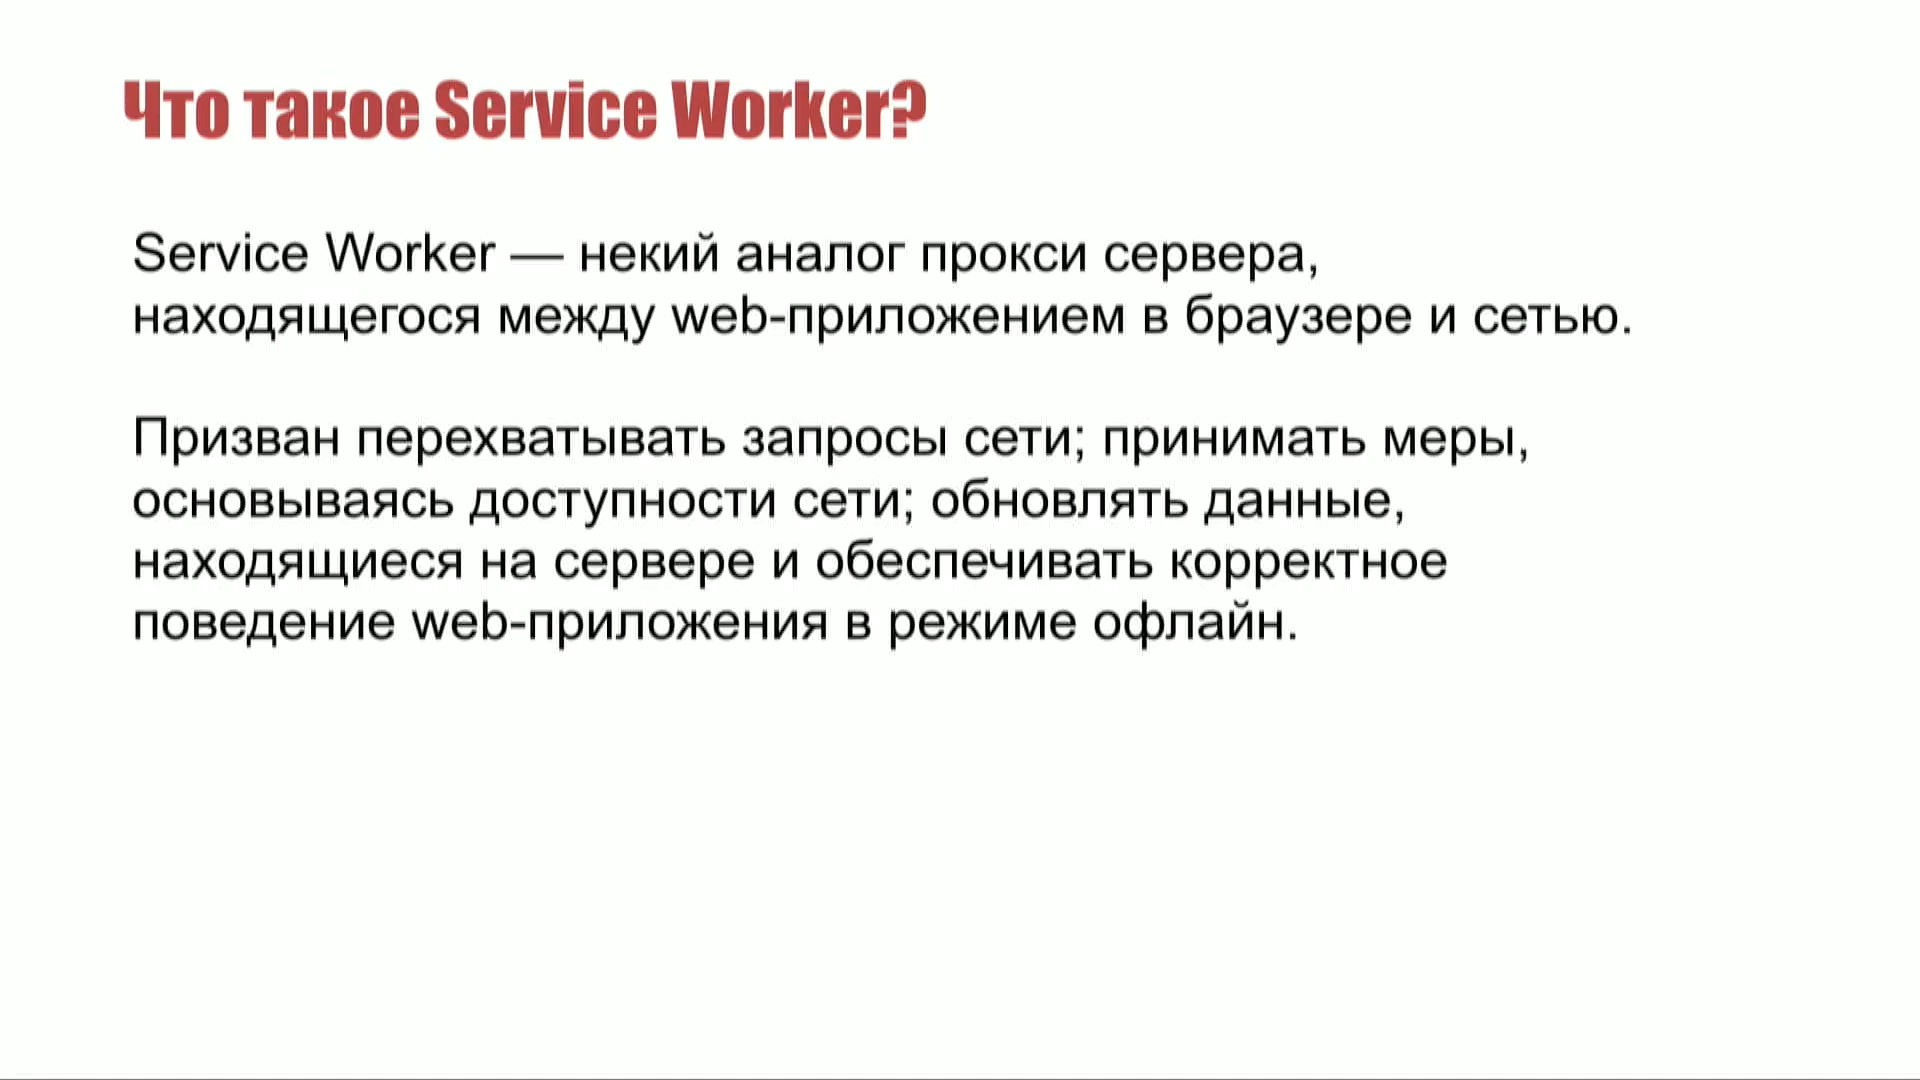 Что такое Service Worker?
Service Worker — некий аналог прокси сервера,
находящегося между web-приложением в браузере и сетью.
Призван перехватывать запросы сети; принимать меры,
основываясь доступности сети; обновлять данные,
находящиеся на сервере и обеспечивать корректное
поведение web-приложения в режиме офлайн.